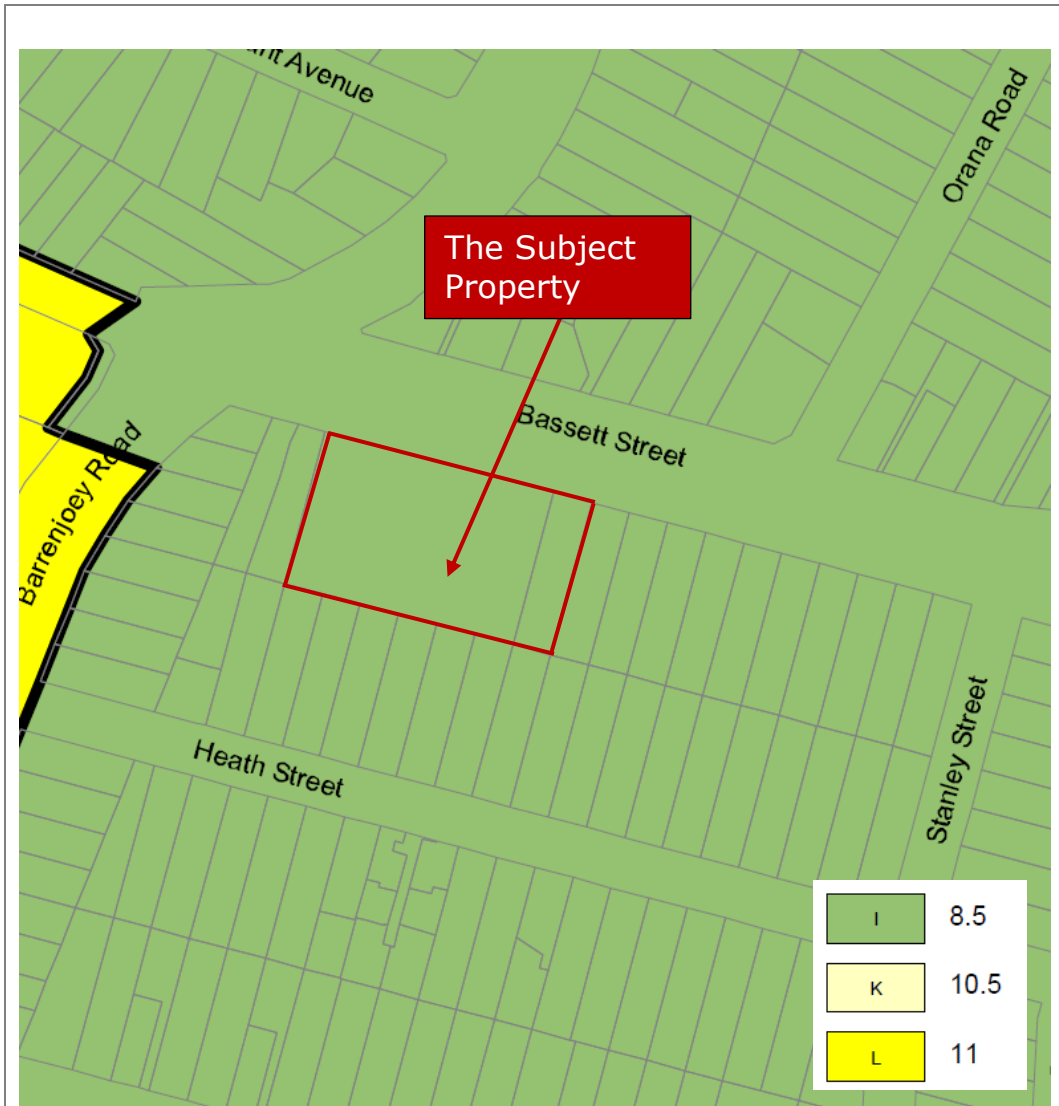 Avenue
Orana Road
The Subject
Property
Bassett Street
Barrenjoey Road
Heath Street
Stanley Street
I 8.5
K 10.5
L 11